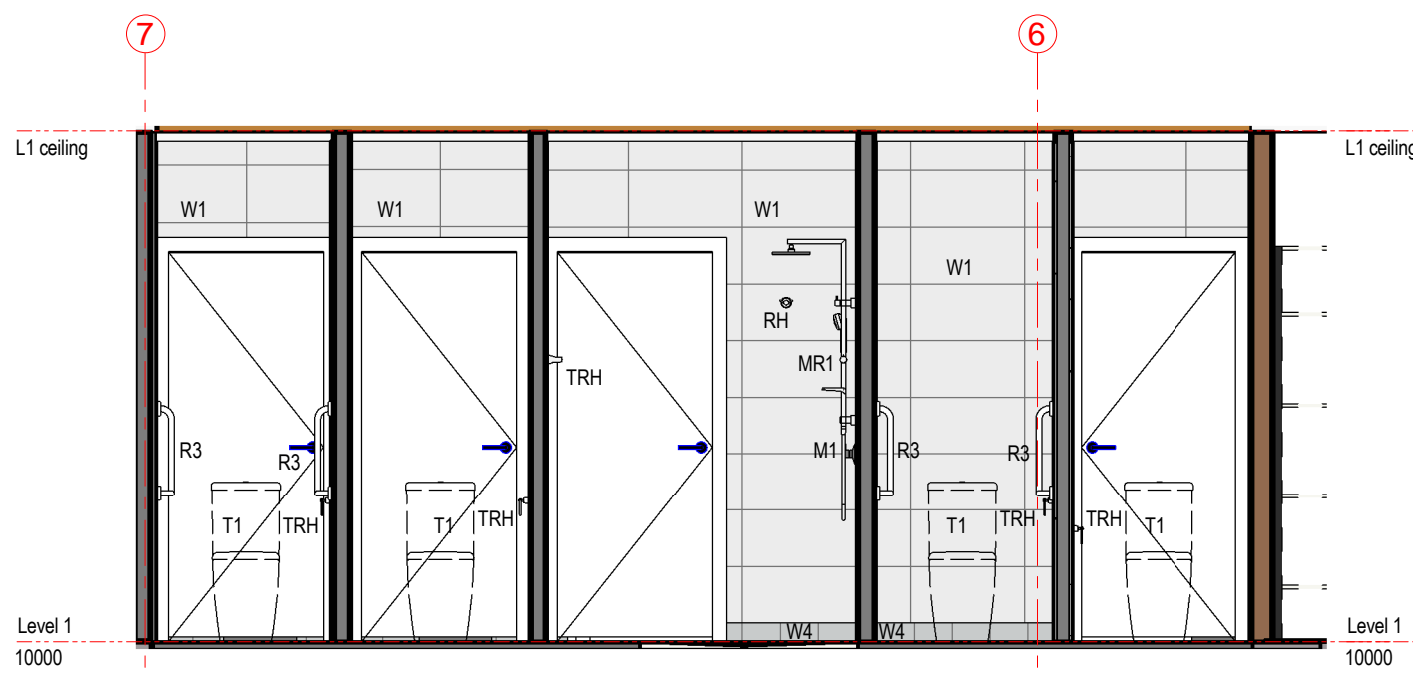 7
6
L1 ceiling
L1 ceiling
W1
W1
W1
W1
RH
MR1
TRH
R3
R3
M1
R3
R3
T1
TRH
T1
TRH
T1
TRH
TRH
T1
W4
W4
Level 1
10000
Level 1
10000